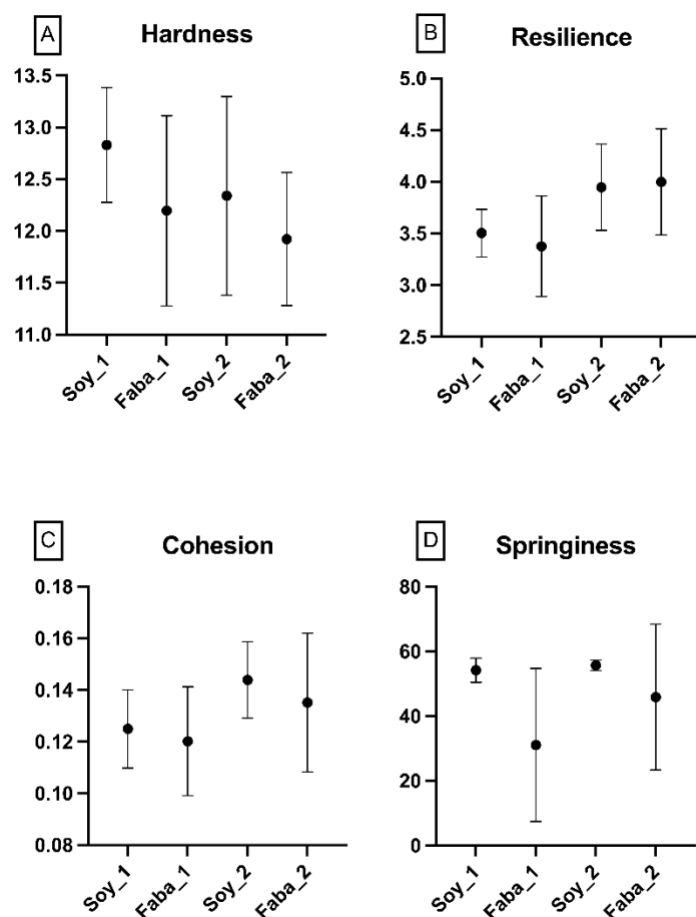 A
Hardness
13.5
13.0
12.5
12.0
11.5
11.0
Soy_1
Faba_1
Soy_2
Faba_2
B
Resilience
5.0
4.5
4.0
3.5
3.0
2.5
Soy_1
Faba_1
Soy_2
Faba_2
C
Cohesion
0.18
0.16
0.14
0.12
0.10
0.08
Soy_1
Faba_1
Soy_2
Faba_2
D
Springiness
80
60
40
20
0
Soy_1
Faba_1
Soy_2
Faba_2